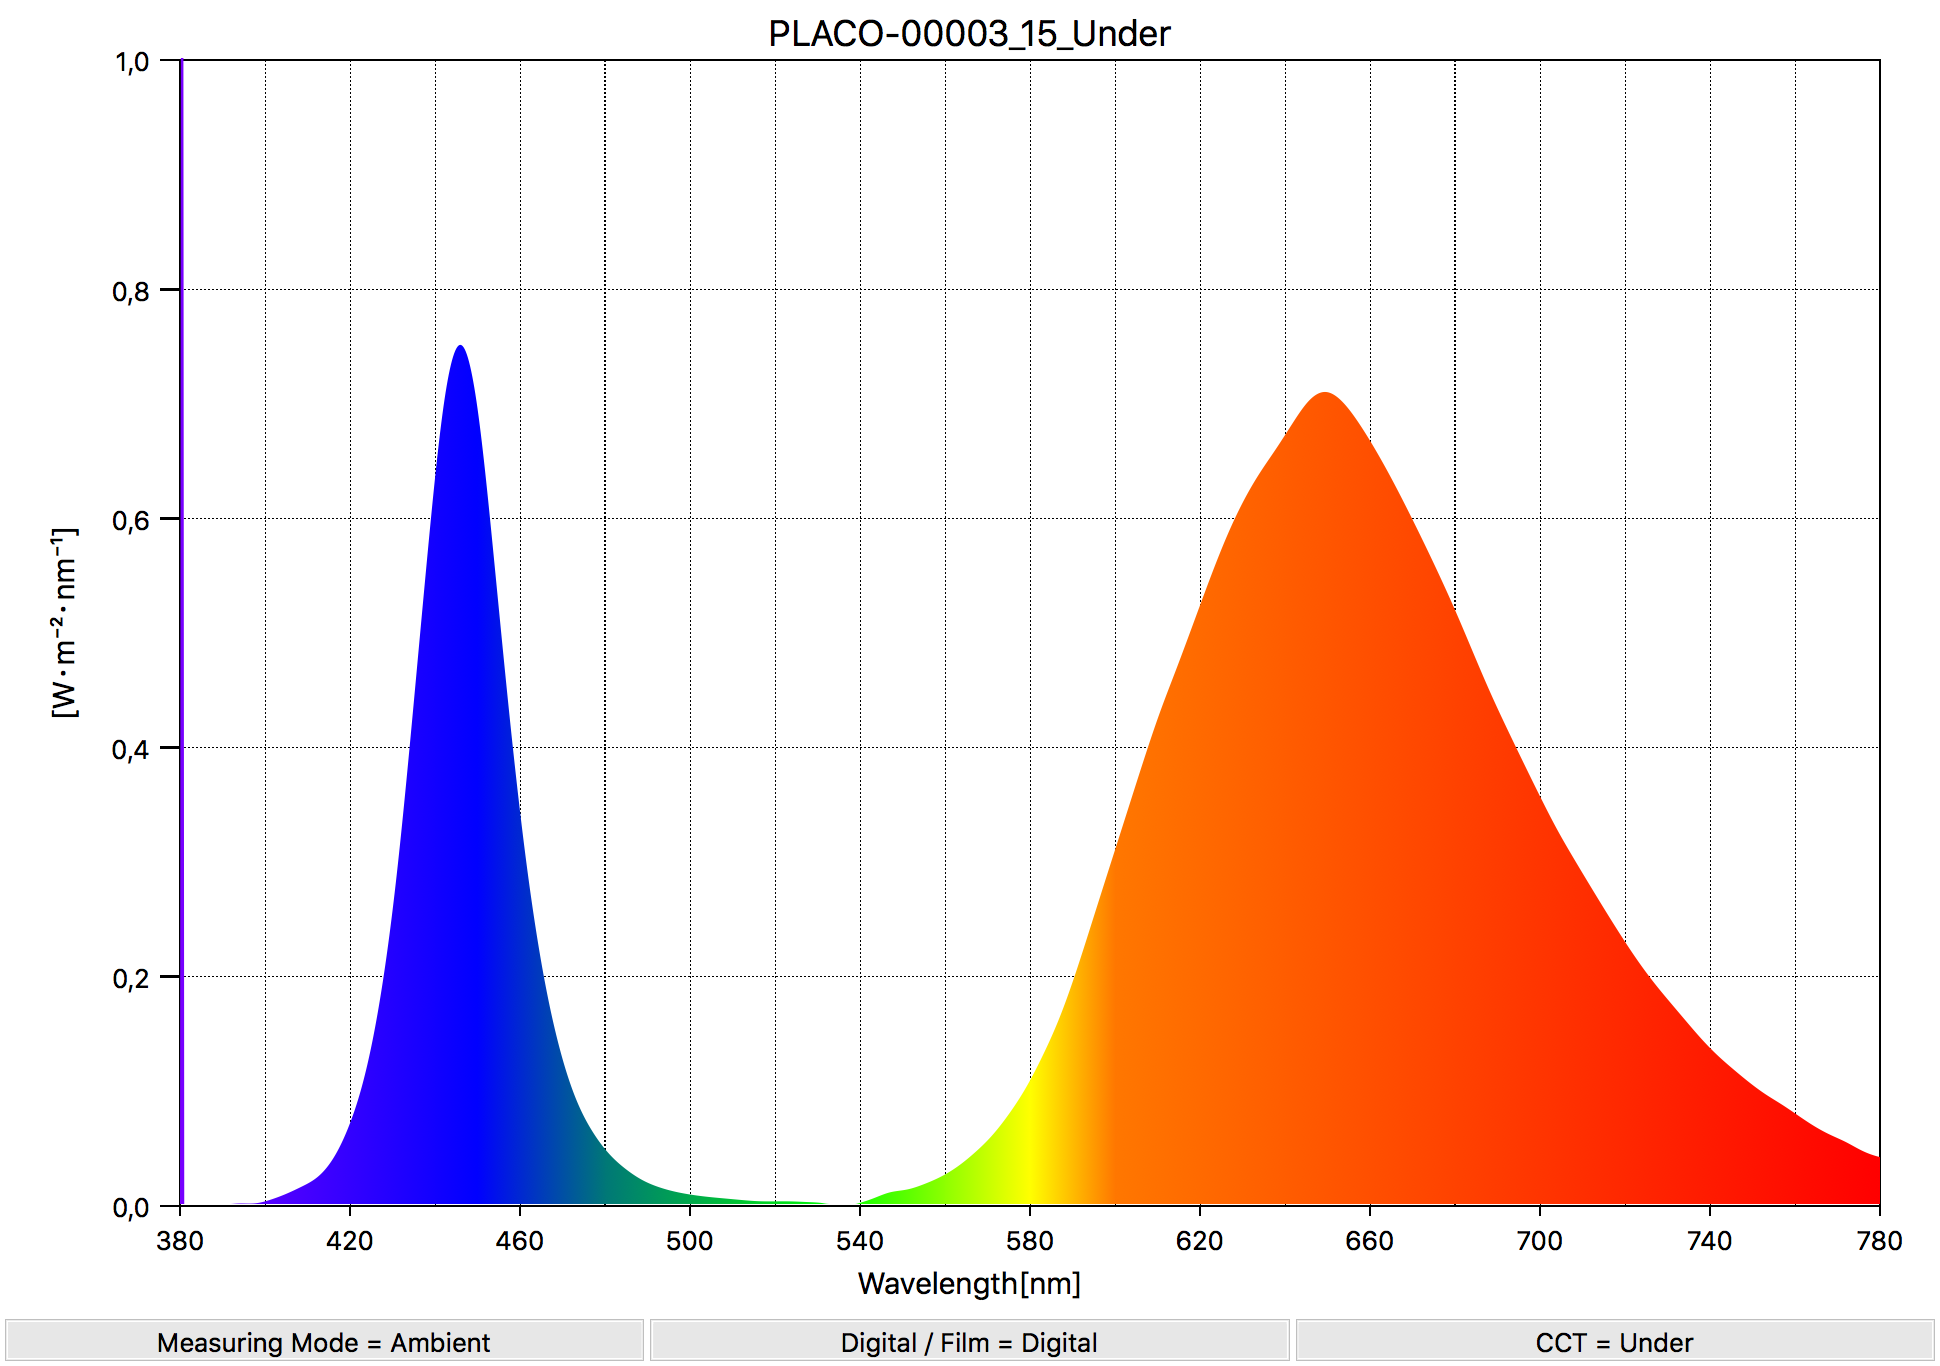 PLACO-00003_15_Under
1,0
0,8
0,6
0,4
0,2
0,0
[W·m⁻²·nm⁻¹]
380 420 460 500 540 580 620 660 700 740 780
Wavelength[nm]
Measuring Mode = Ambient
Digital / Film = Digital
CCT = Under